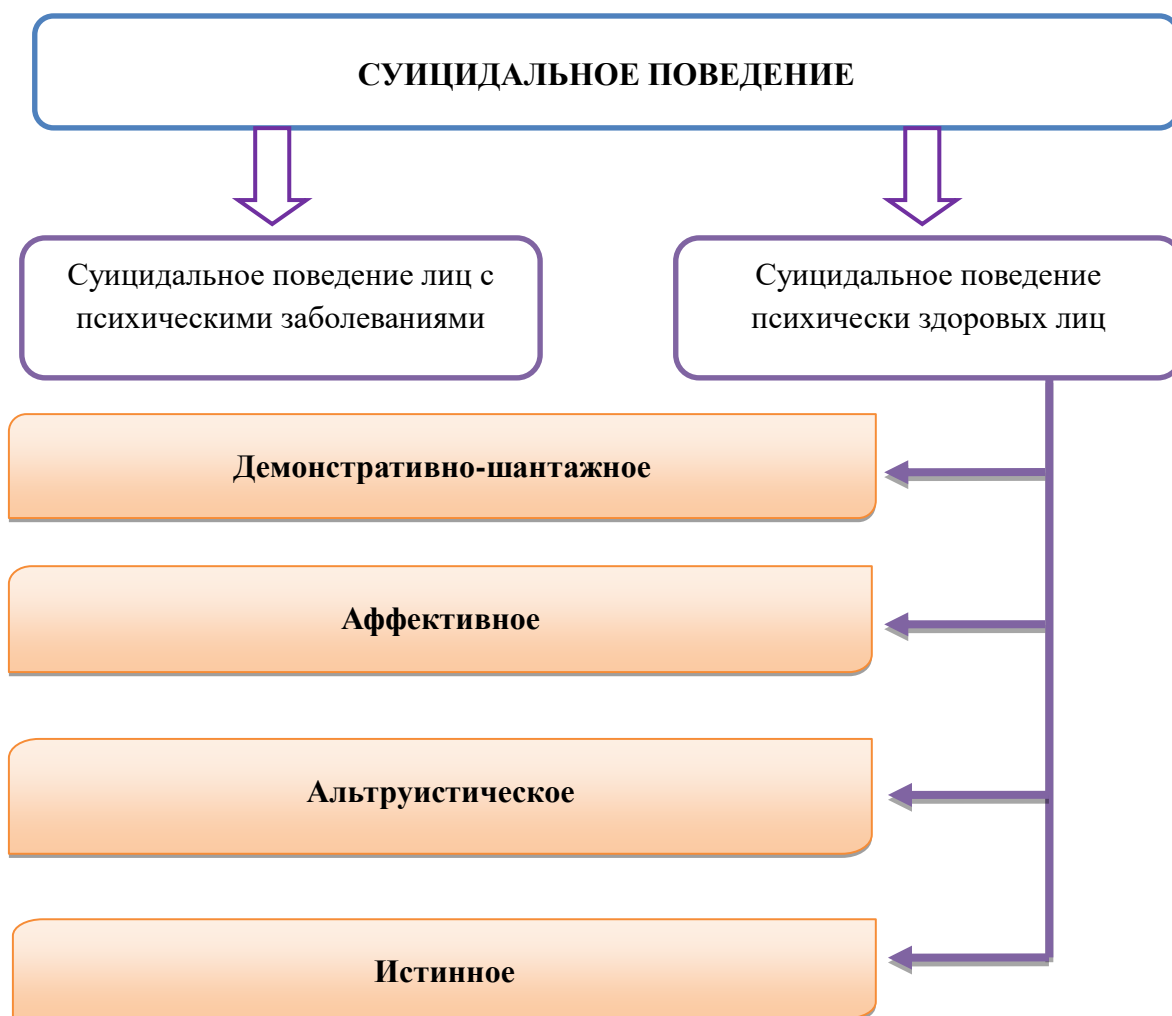 СУИЦИДАЛЬНОЕ ПОВЕДЕНИЕ
Суицидальное поведение лиц с
психическими заболеваниями
Суицидальное поведение
психически здоровых лиц
Демонстративно-шантажное
Аффективное
Альтруистическое
Истинное